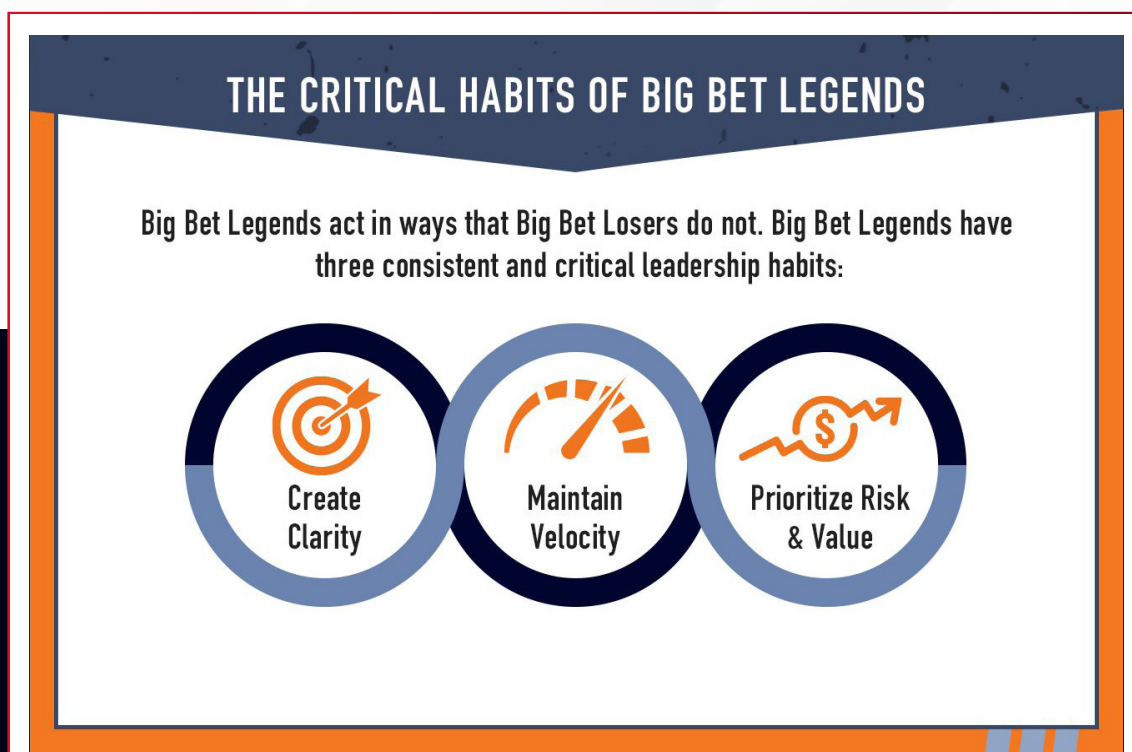 THE CRITICAL HABITS OF BIG BET LEGENDS
Big Bet Legends act in ways that Big Bet Losers do not. Big Bet Legends have
three consistent and critical leadership habits:
Create
Clarity
Maintain
Velocity
$
Prioritize Risk
& Value